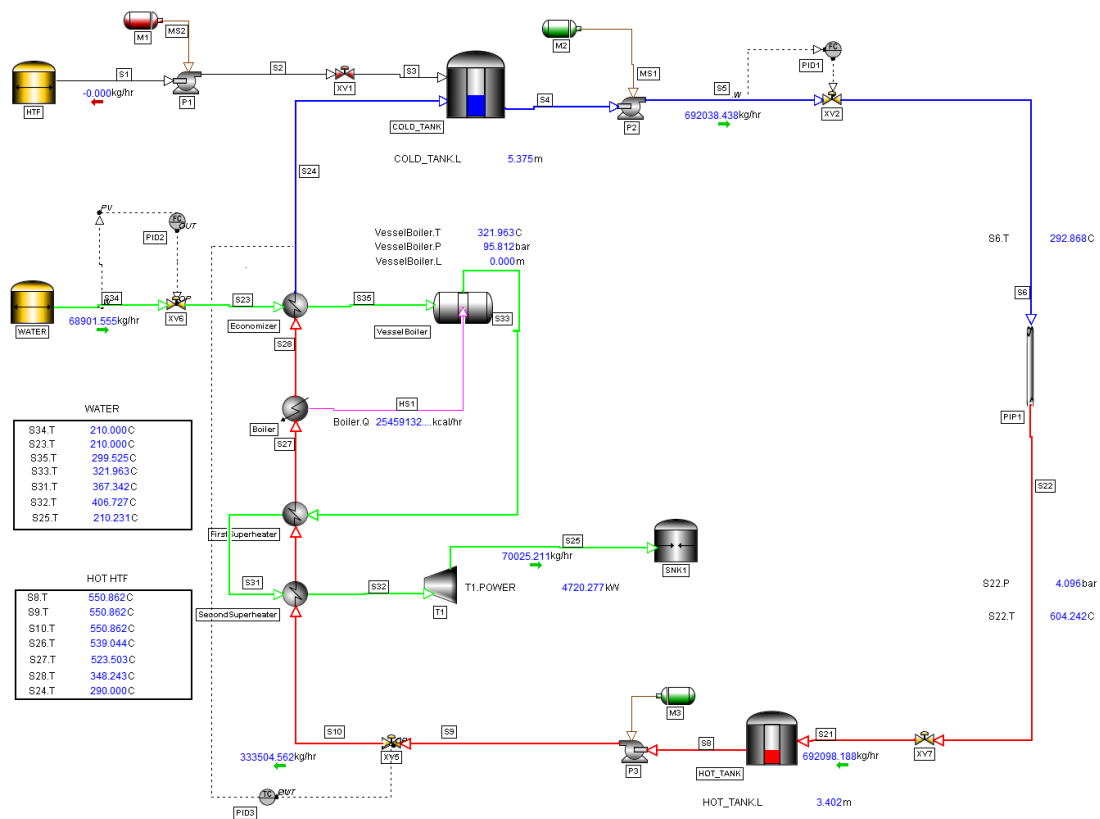 M1
MS2
HTF
S1
-0.000kg/hr
P1
S2
XV1
S3
COLD_TANK
COLD_TANK.L 5.375m
S4
M2
MS1
P2
S5
.W
692038.438kg/hr
FC
PID1
XV2
S6.T 292.868C
S6
PIP1
S22
S24
PV
FC
OUT
PID2
OP
W
S34
WATER
68901.555kg/hr
XV6
S23
Economizer
S35
VesselBoiler.T 321.963C
VesselBoiler.P 95.812bar
VesselBoiler.L 0.000m
VesselBoiler
S33
S28
HS1
Boiler
Boiler.Q 25459132....kcal/hr
S27
WATER
S34.T 210.000C
S23.T 210.000C
S35.T 299.525C
S33.T 321.963C
S31.T 367.342C
S32.T 406.727C
S25.T 210.231C
FirstSuperheater
S31
SecondSuperheater
S32
T1
T1.POWER 4720.277kW
S25
70025.211kg/hr
SNK1
HOT HTF
S8.T 550.862C
S9.T 550.862C
S10.T 550.862C
S26.T 539.044C
S27.T 523.503C
S28.T 348.243C
S24.T 290.000C
S22.P 4.096bar
S22.T 604.242C
S10
333504.562kg/hr
XV5
TC
OUT
PID3
S9
P3
M3
S8
HOT_TANK
S21
692098.188kg/hr
XV7
HOT_TANK.L 3.402m